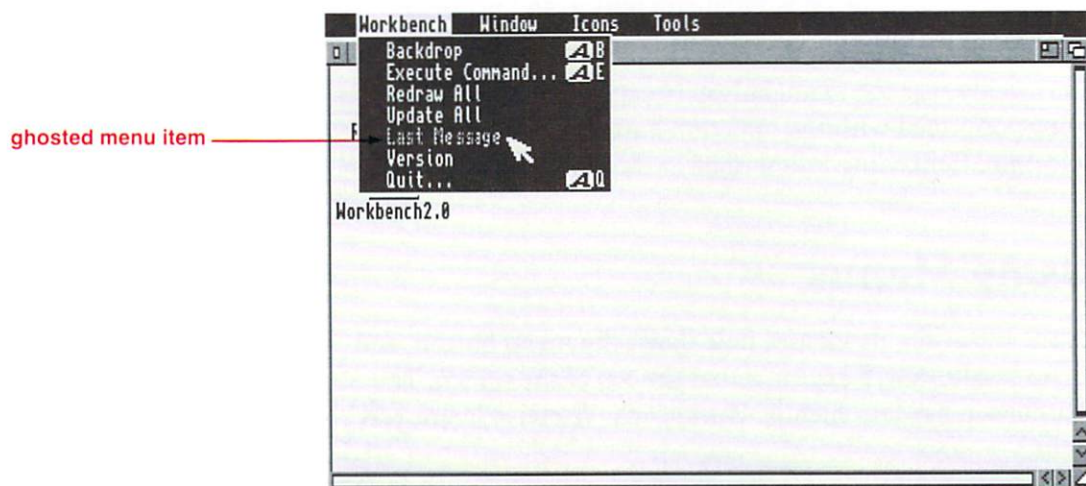 Workbench Window Icons Tools
Backdrop A B
Execute Command... A E
Redraw All
Update All
ghosted menu item
Last Message
Version
Quit... A Q
Workbench2.0